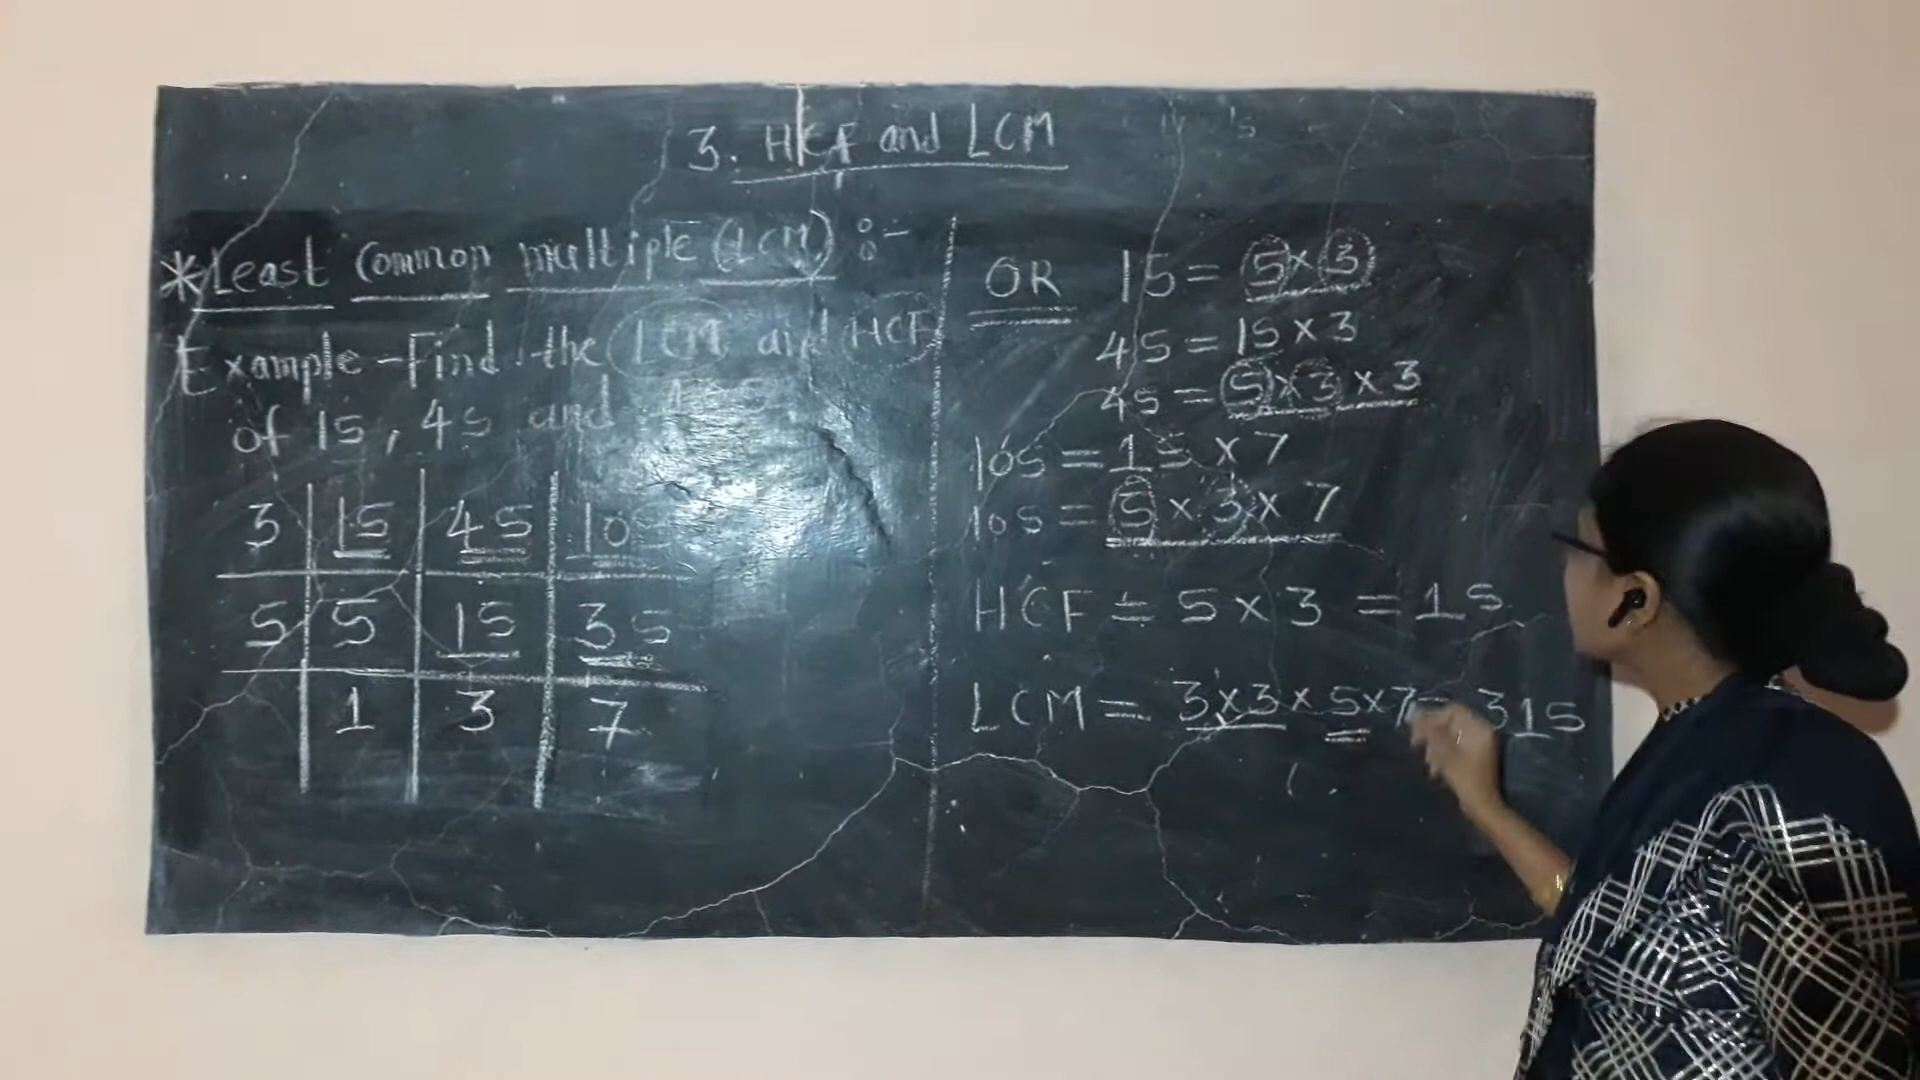 3. HCF and LCM
*Least Common multiple (LCM) :-
Example - Find the LCM and HCF
of 15, 45 and
3 15 45 10
5 5 15 35
1 3 7
OR 15 = 5 x 3
45 = 15 x 3
45 = 5 x 3 x 3
105 = 15 x 7
105 = 5 x 3 x 7
HCF = 5 x 3 = 15
LCM = 3 x 3 x 5 x 7 = 315